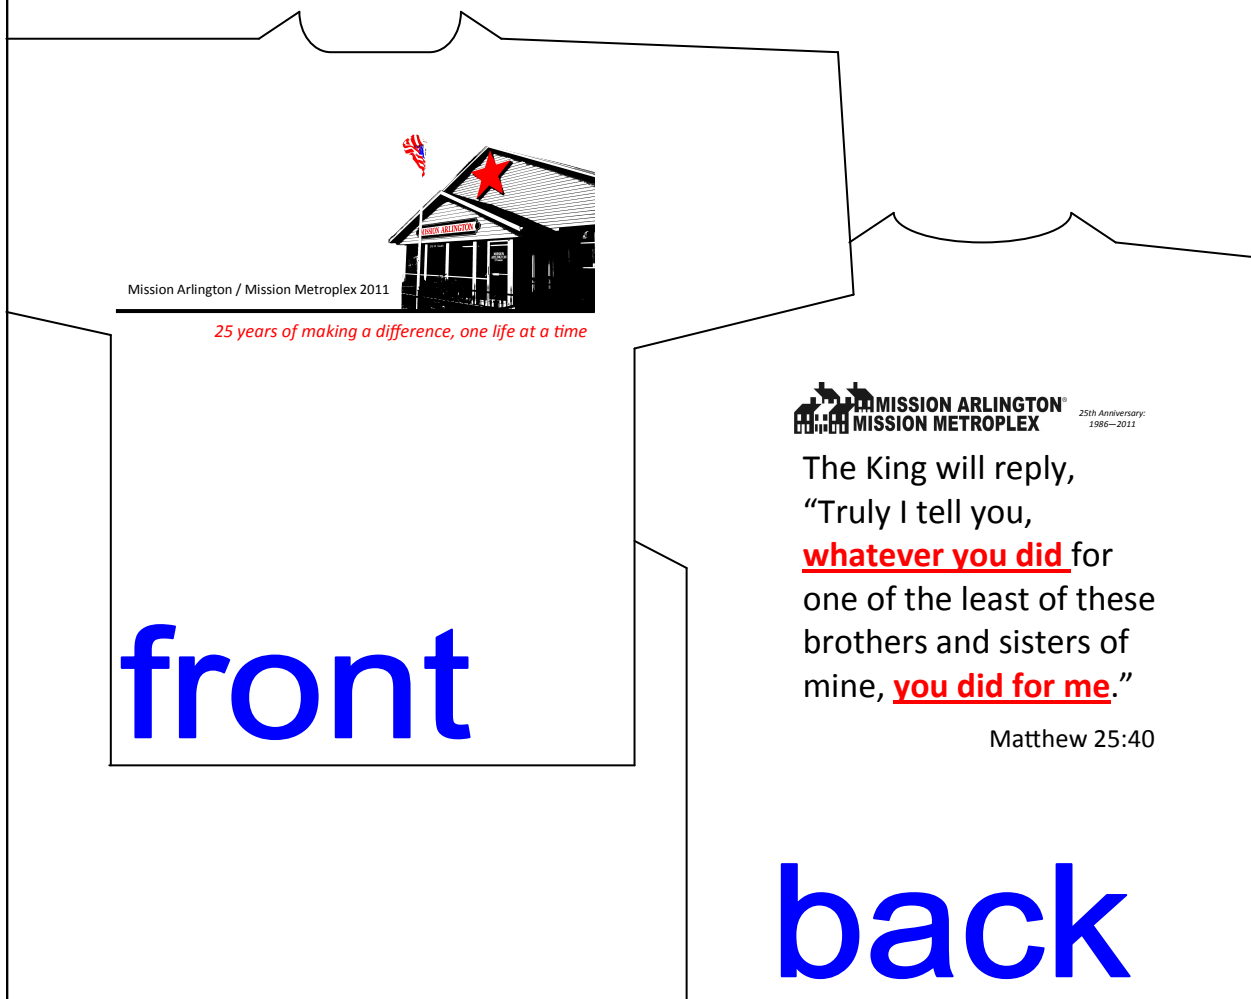 MISSION ARLINGTON
Mission Arlington / Mission Metroplex 2011
25 years of making a difference, one life at a time
front
MISSION ARLINGTON®
MISSION METROPLEX
25th Anniversary:
1986—2011
The King will reply,
“Truly I tell you,
whatever you did for
one of the least of these
brothers and sisters of
mine, you did for me.”
Matthew 25:40
back